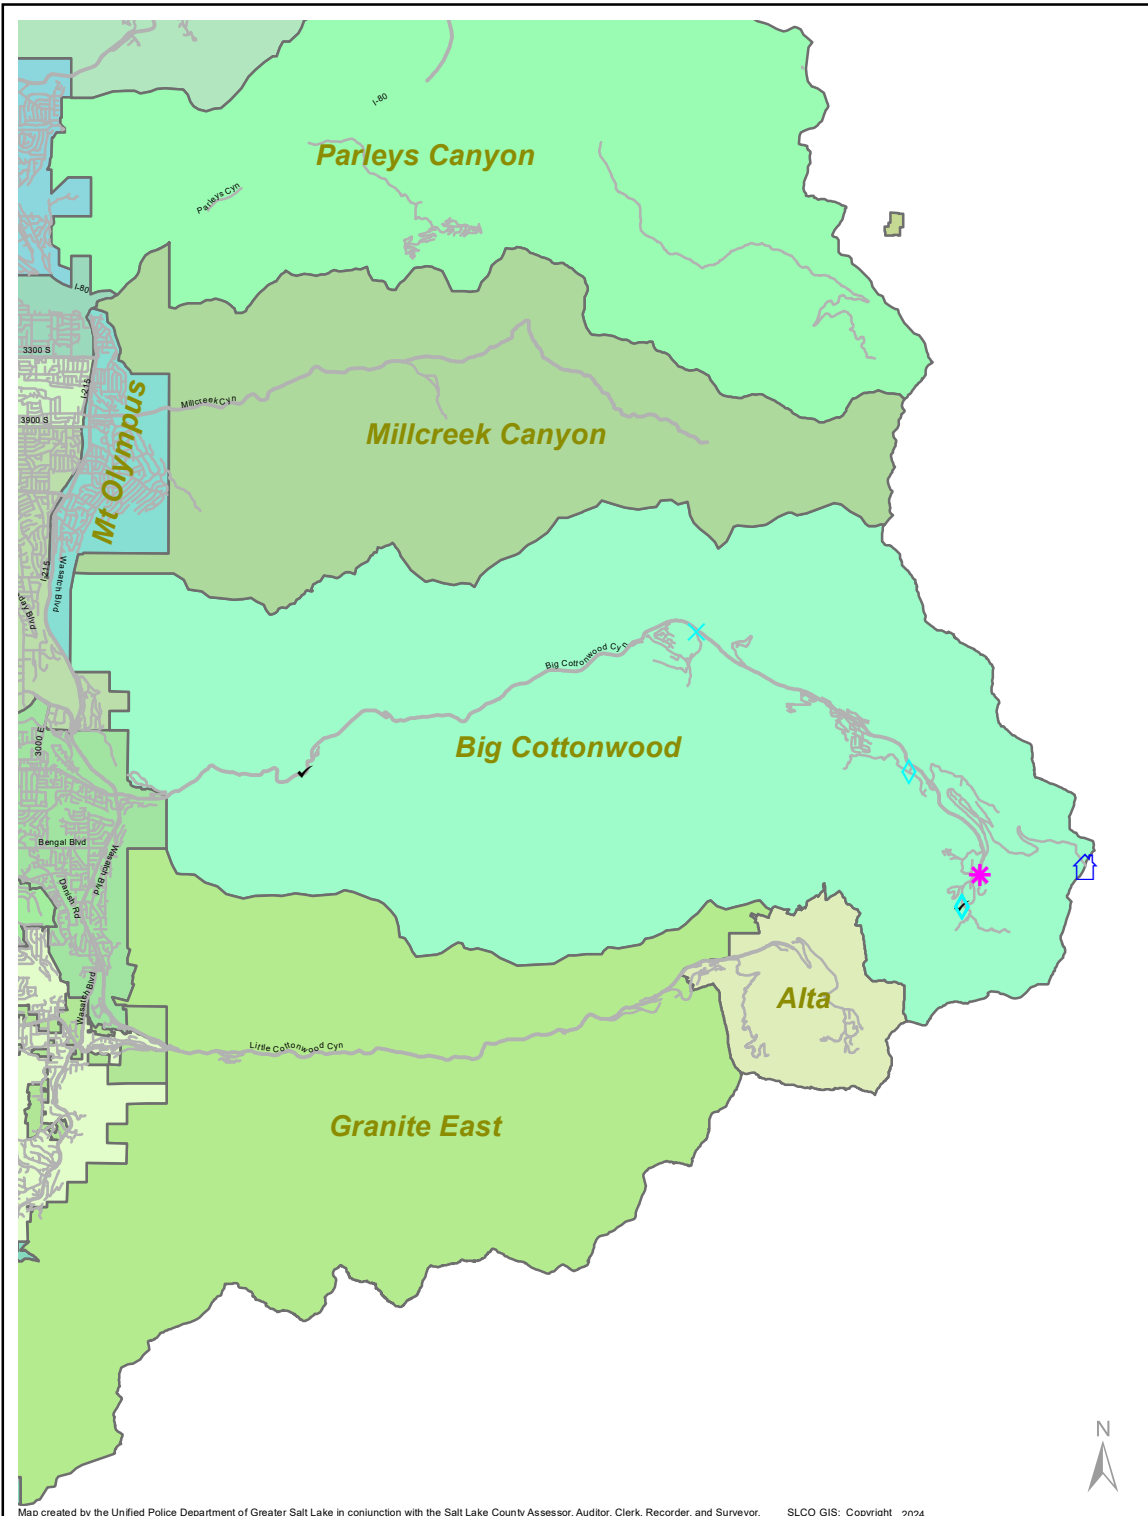 I-80
Parleys Canyon
Parleys Cyn
I-80
3300 S
I-215
Millcreek Cyn
3900 S
Mt Olympus
Millcreek Canyon
I-215
Wasatch Blvd
day Blvd
Big Cottonwood Cyn
3000 E
Big Cottonwood
Bengal Blvd
Wasatch Blvd
Danish Rd
Wasatch Blvd
Alta
Little Cottonwood Cyn
Granite East
N
Map created by the Unified Police Department of Greater Salt Lake in conjunction with the Salt Lake County Assessor, Auditor, Clerk, Recorder, and Surveyor. SLCO GIS: Copyright 2024